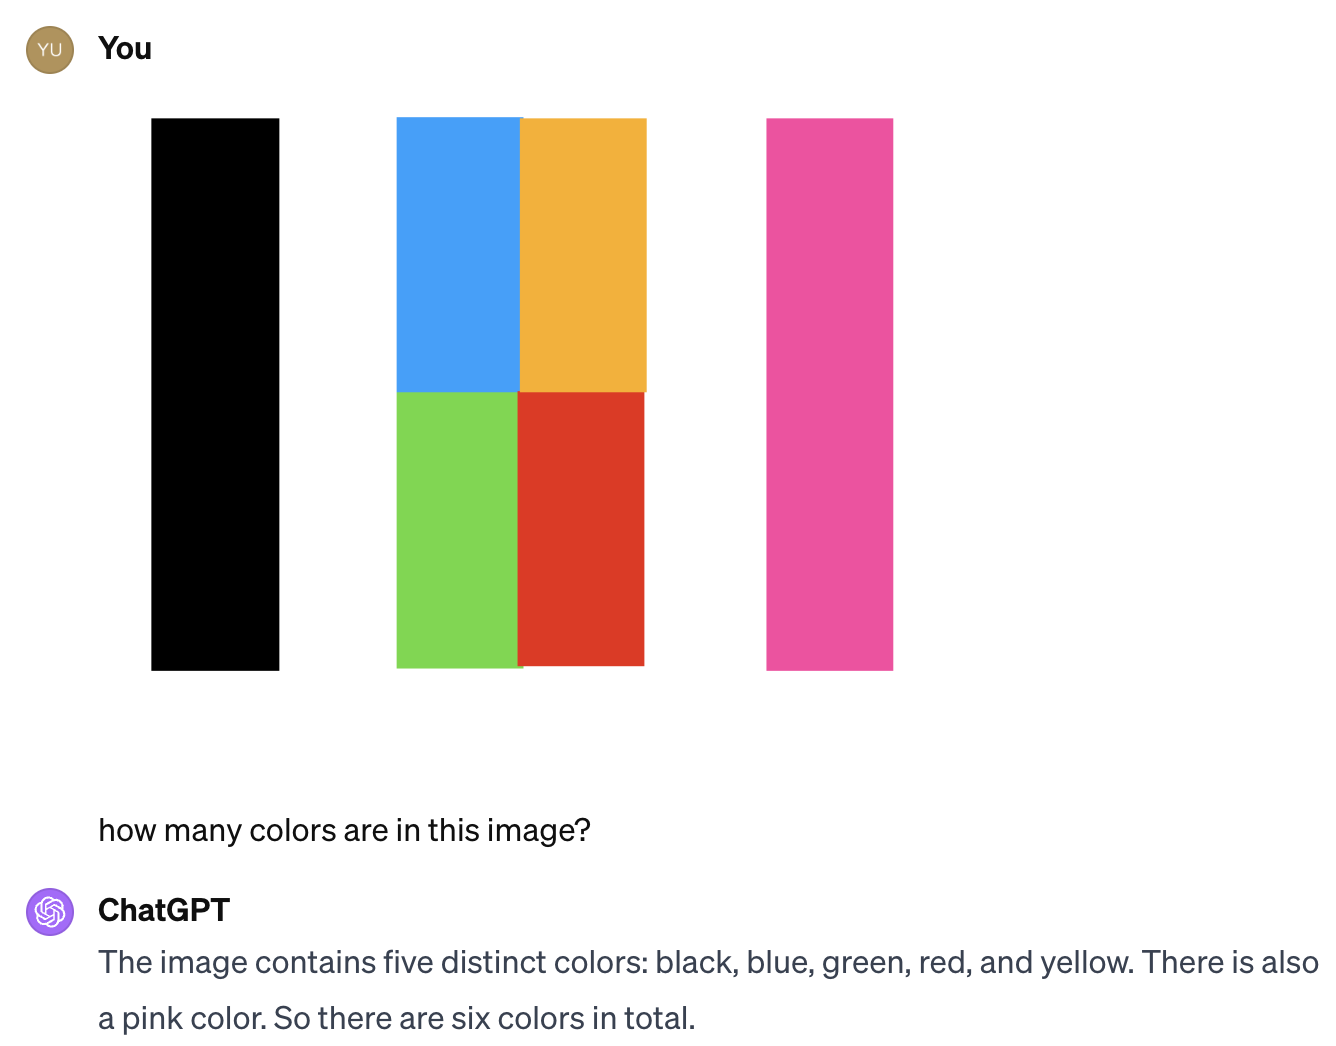 YU
You
how many colors are in this image?
ChatGPT
The image contains five distinct colors: black, blue, green, red, and yellow. There is also
a pink color. So there are six colors in total.